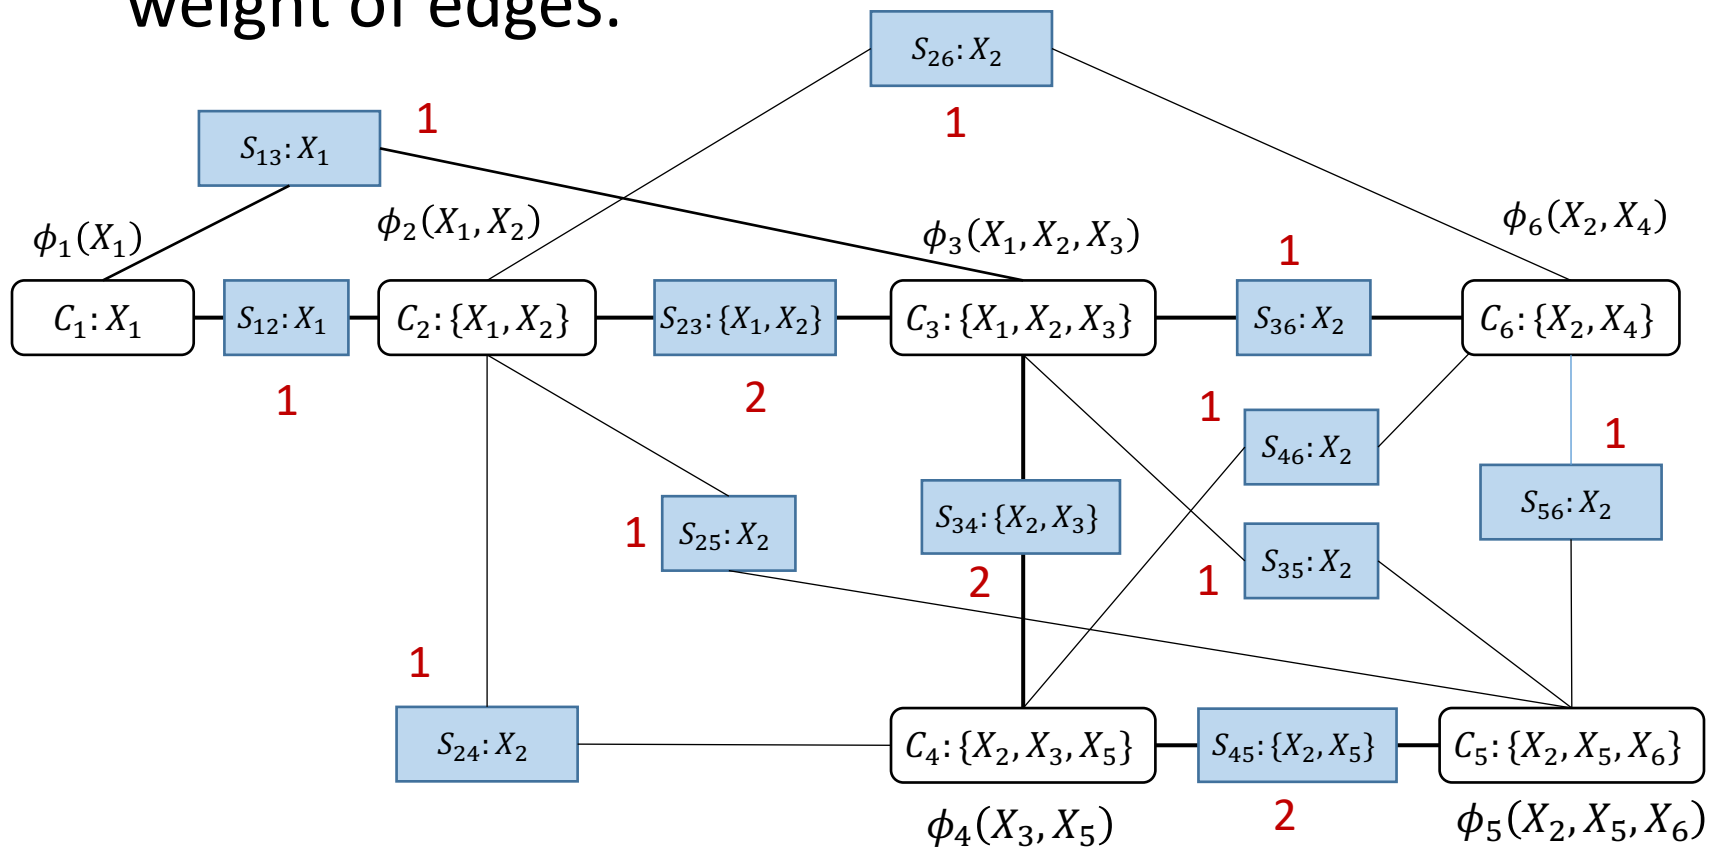 weight of edges.
S₂₆: X₂
1
1
S₁₃: X₁
ϕ₁(X₁)
ϕ₂(X₁, X₂)
ϕ₃(X₁, X₂, X₃)
1
ϕ₆(X₂, X₄)
C₁: X₁
S₁₂: X₁
C₂: {X₁, X₂}
S₂₃: {X₁, X₂}
C₃: {X₁, X₂, X₃}
S₃₆: X₂
C₆: {X₂, X₄}
1
2
1
S₄₆: X₂
1
S₅₆: X₂
1
S₂₅: X₂
S₃₄: {X₂, X₃}
2
1
S₃₅: X₂
1
S₂₄: X₂
C₄: {X₂, X₃, X₅}
S₄₅: {X₂, X₅}
C₅: {X₂, X₅, X₆}
ϕ₄(X₃, X₅)
2
ϕ₅(X₂, X₅, X₆)